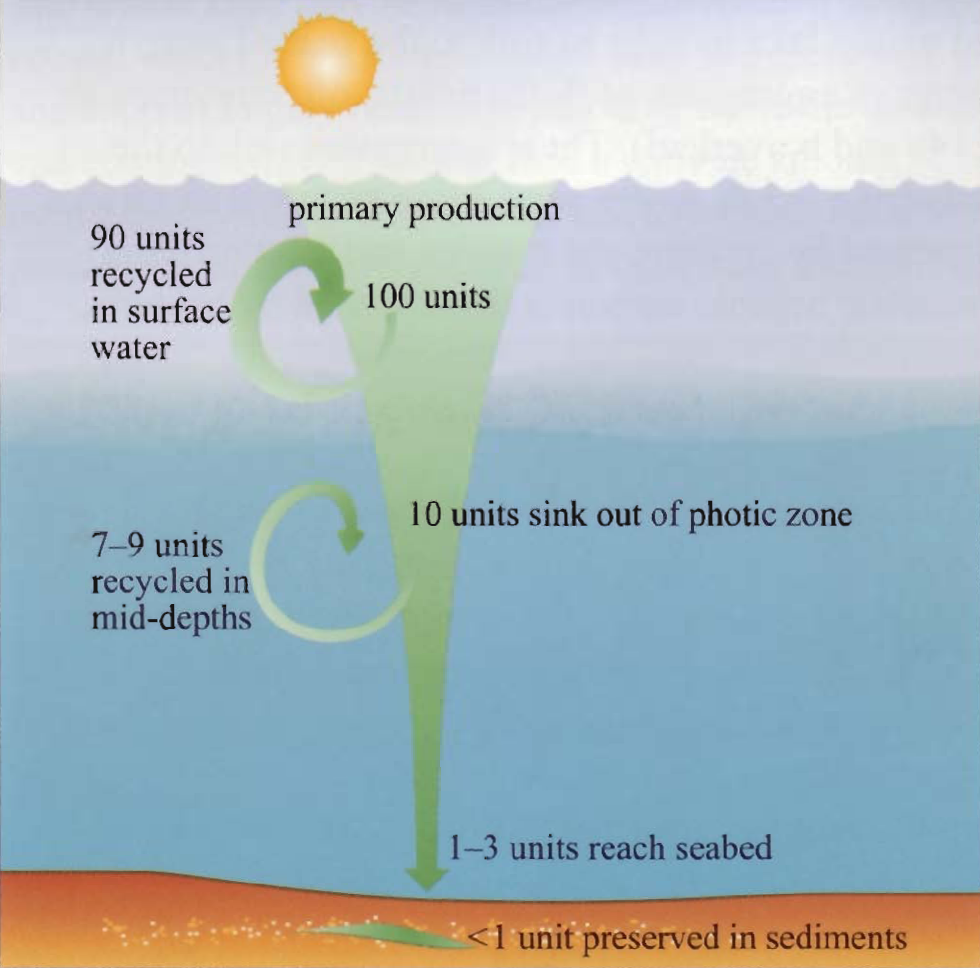 primary production
90 units
recycled
in surface
water
100 units
10 units sink out of photic zone
7–9 units
recycled in
mid-depths
1–3 units reach seabed
<1 unit preserved in sediments